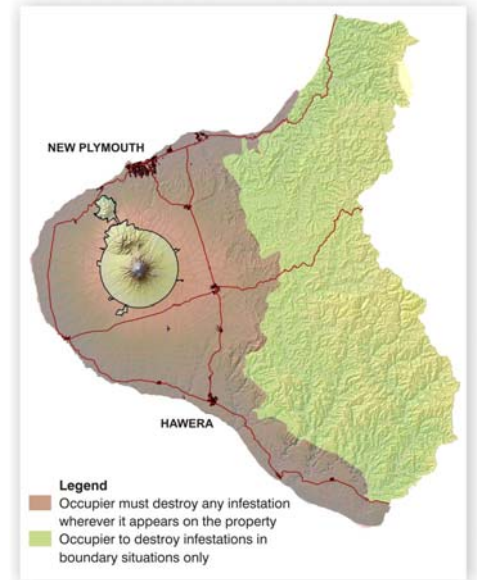 NEW PLYMOUTH
HAWERA
Legend
Occupier must destroy any infestation
wherever it appears on the property
Occupier to destroy infestations in
boundary situations only